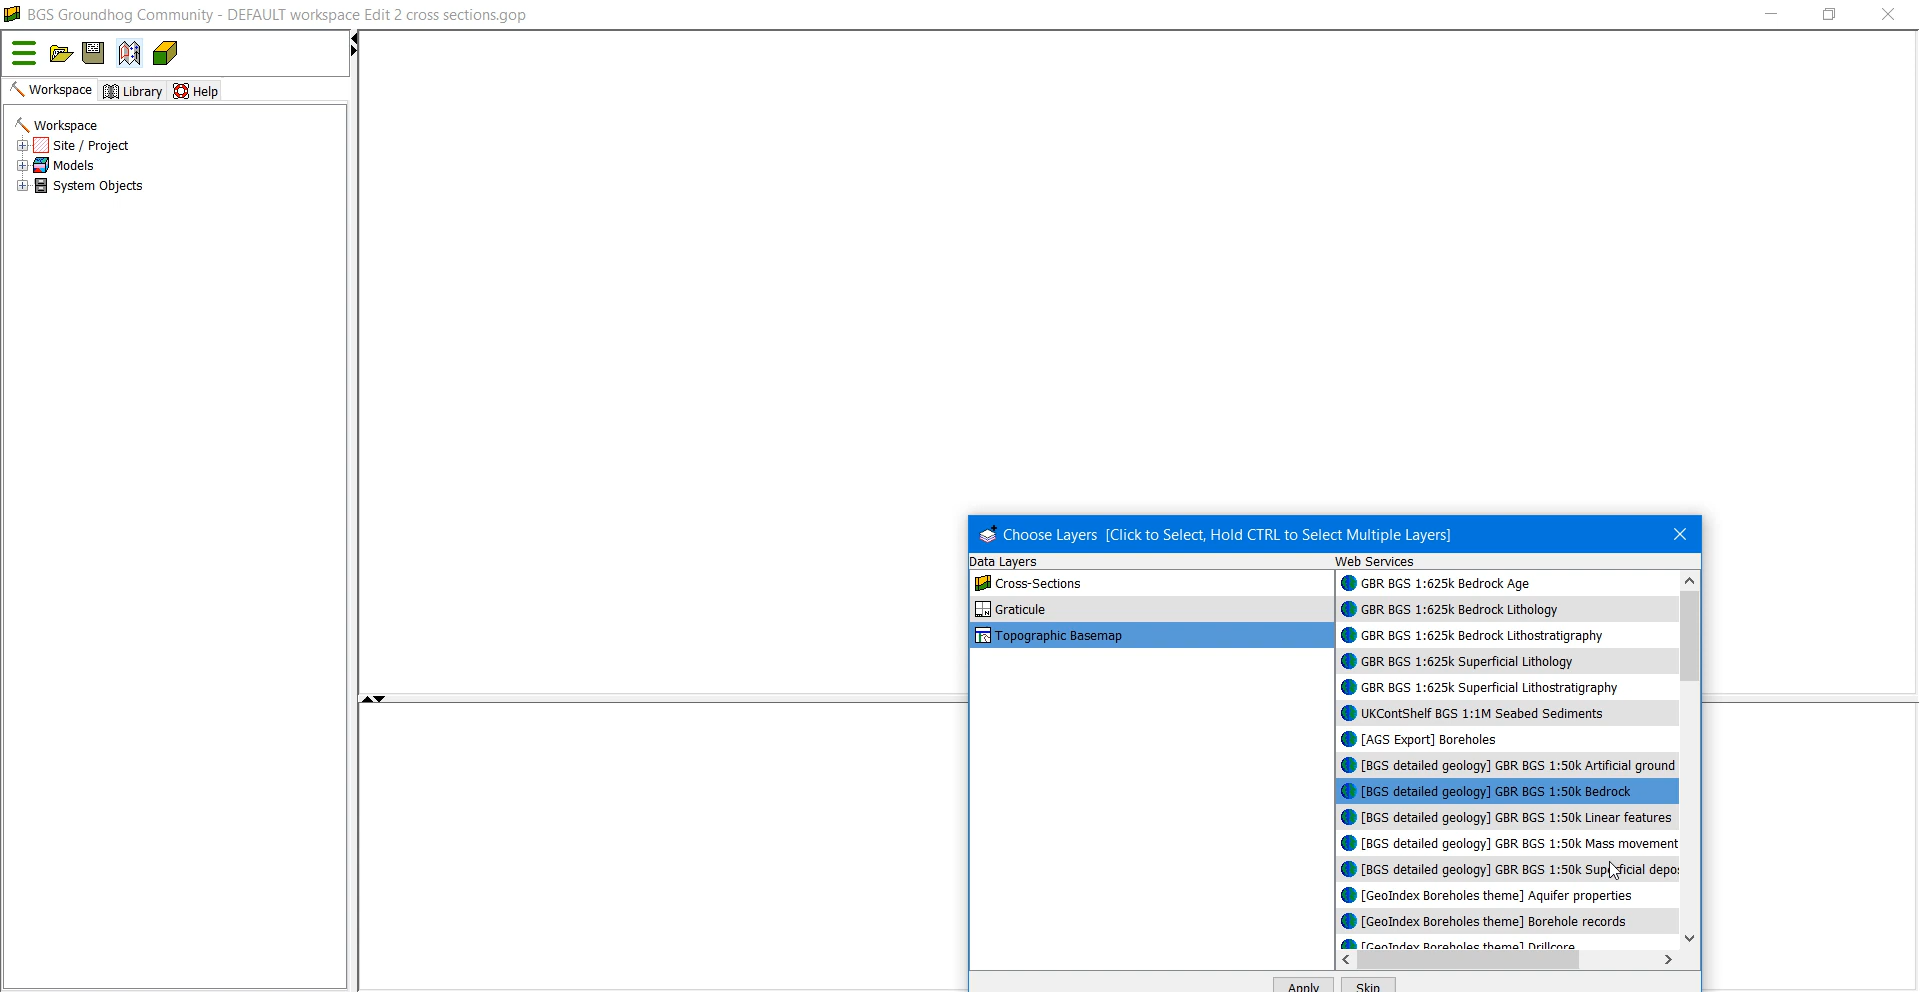 BGS Groundhog Community - DEFAULT workspace Edit 2 cross sections.gop
Workspace Library Help
Workspace
Site / Project
Models
System Objects
Choose Layers [Click to Select, Hold CTRL to Select Multiple Layers]
Data Layers
Cross-Sections
Graticule
Topographic Basemap
Web Services
GBR BGS 1:625k Bedrock Age
GBR BGS 1:625k Bedrock Lithology
GBR BGS 1:625k Bedrock Lithostratigraphy
GBR BGS 1:625k Superficial Lithology
GBR BGS 1:625k Superficial Lithostratigraphy
UKContShelf BGS 1:1M Seabed Sediments
[AGS Export] Boreholes
[BGS detailed geology] GBR BGS 1:50k Artificial ground
[BGS detailed geology] GBR BGS 1:50k Bedrock
[BGS detailed geology] GBR BGS 1:50k Linear features
[BGS detailed geology] GBR BGS 1:50k Mass movement
[BGS detailed geology] GBR BGS 1:50k Superficial depo
[GeoIndex Boreholes theme] Aquifer properties
[GeoIndex Boreholes theme] Borehole records
[GeoIndex Boreholes theme] Drillcore
Apply Skip